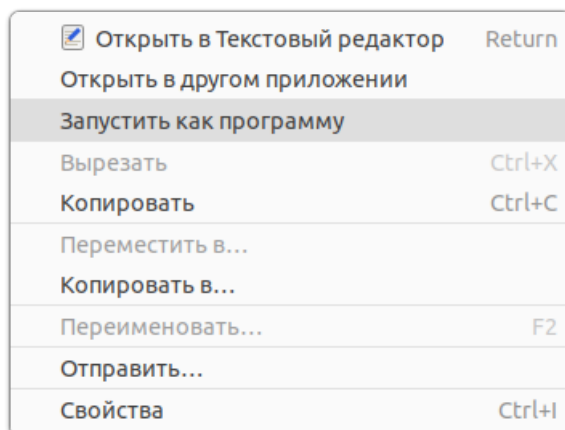 Открыть в Текстовый редактор Return
Открыть в другом приложении
Запустить как программу
Вырезать Ctrl+X
Копировать Ctrl+C
Переместить в…
Копировать в…
Переименовать… F2
Отправить…
Свойства Ctrl+I